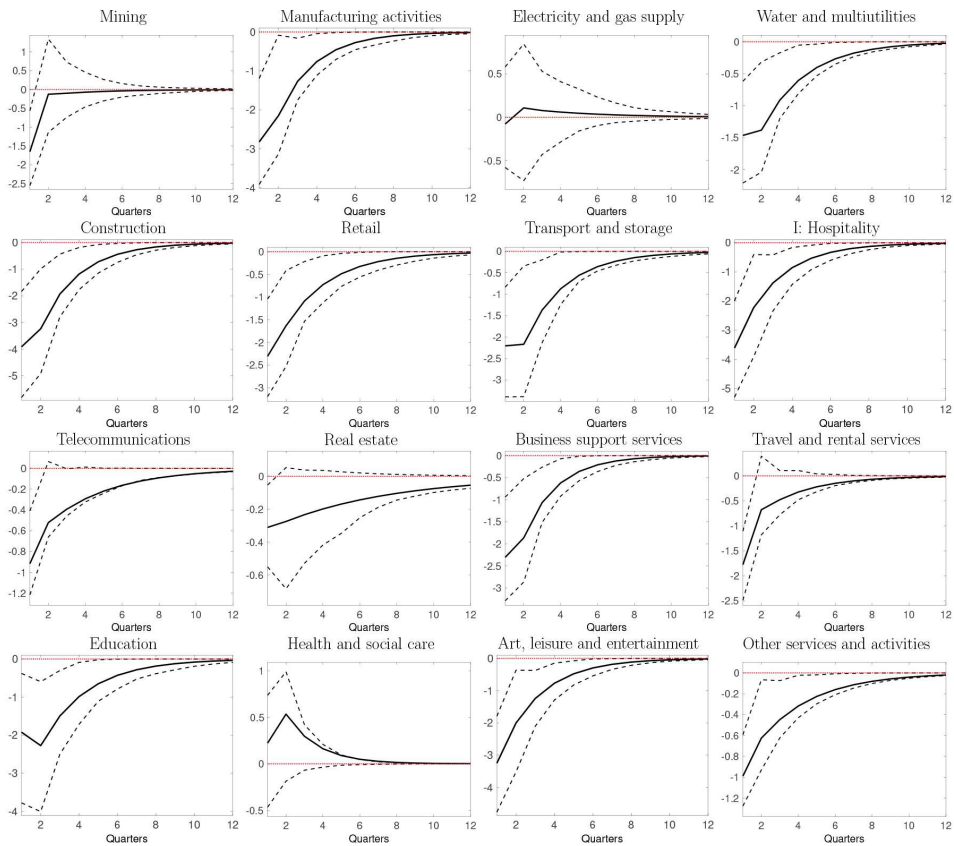 Mining
1
0.5
0
-0.5
-1
-1.5
-2
-2.5
2 4 6 8 10 12
Quarters
Manufacturing activities
0
-1
-2
-3
-4
2 4 6 8 10 12
Quarters
Electricity and gas supply
0.5
0
-0.5
2 4 6 8 10 12
Quarters
Water and multiutilities
0
-0.5
-1
-1.5
-2
2 4 6 8 10 12
Quarters
Construction
0
-1
-2
-3
-4
-5
2 4 6 8 10 12
Quarters
Retail
0
-0.5
-1
-1.5
-2
-2.5
-3
2 4 6 8 10 12
Quarters
Transport and storage
0
-0.5
-1
-1.5
-2
-2.5
-3
2 4 6 8 10 12
Quarters
I: Hospitality
0
-1
-2
-3
-4
-5
2 4 6 8 10 12
Quarters
Telecommunications
0
-0.2
-0.4
-0.6
-0.8
-1
-1.2
2 4 6 8 10 12
Quarters
Real estate
0
-0.2
-0.4
-0.6
2 4 6 8 10 12
Quarters
Business support services
0
-0.5
-1
-1.5
-2
-2.5
-3
2 4 6 8 10 12
Quarters
Travel and rental services
0
-0.5
-1
-1.5
-2
-2.5
2 4 6 8 10 12
Quarters
Education
0
-1
-2
-3
-4
2 4 6 8 10 12
Quarters
Health and social care
1
0.5
0
-0.5
2 4 6 8 10 12
Quarters
Art, leisure and entertainment
0
-1
-2
-3
-4
2 4 6 8 10 12
Quarters
Other services and activities
0
-0.2
-0.4
-0.6
-0.8
-1
-1.2
2 4 6 8 10 12
Quarters